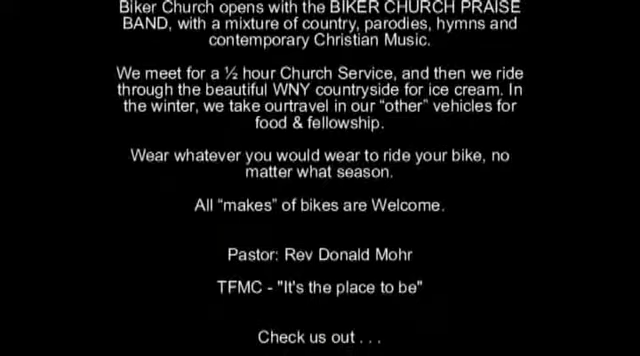 Biker Church opens with the BIKER CHURCH PRAISE
BAND, with a mixture of country, parodies, hymns and
contemporary Christian Music.
We meet for a ½ hour Church Service, and then we ride
through the beautiful WNY countryside for ice cream. In
the winter, we take ourtravel in our “other” vehicles for
food & fellowship.
Wear whatever you would wear to ride your bike, no
matter what season.
All “makes” of bikes are Welcome.
Pastor: Rev Donald Mohr
TFMC - "It's the place to be"
Check us out . . .